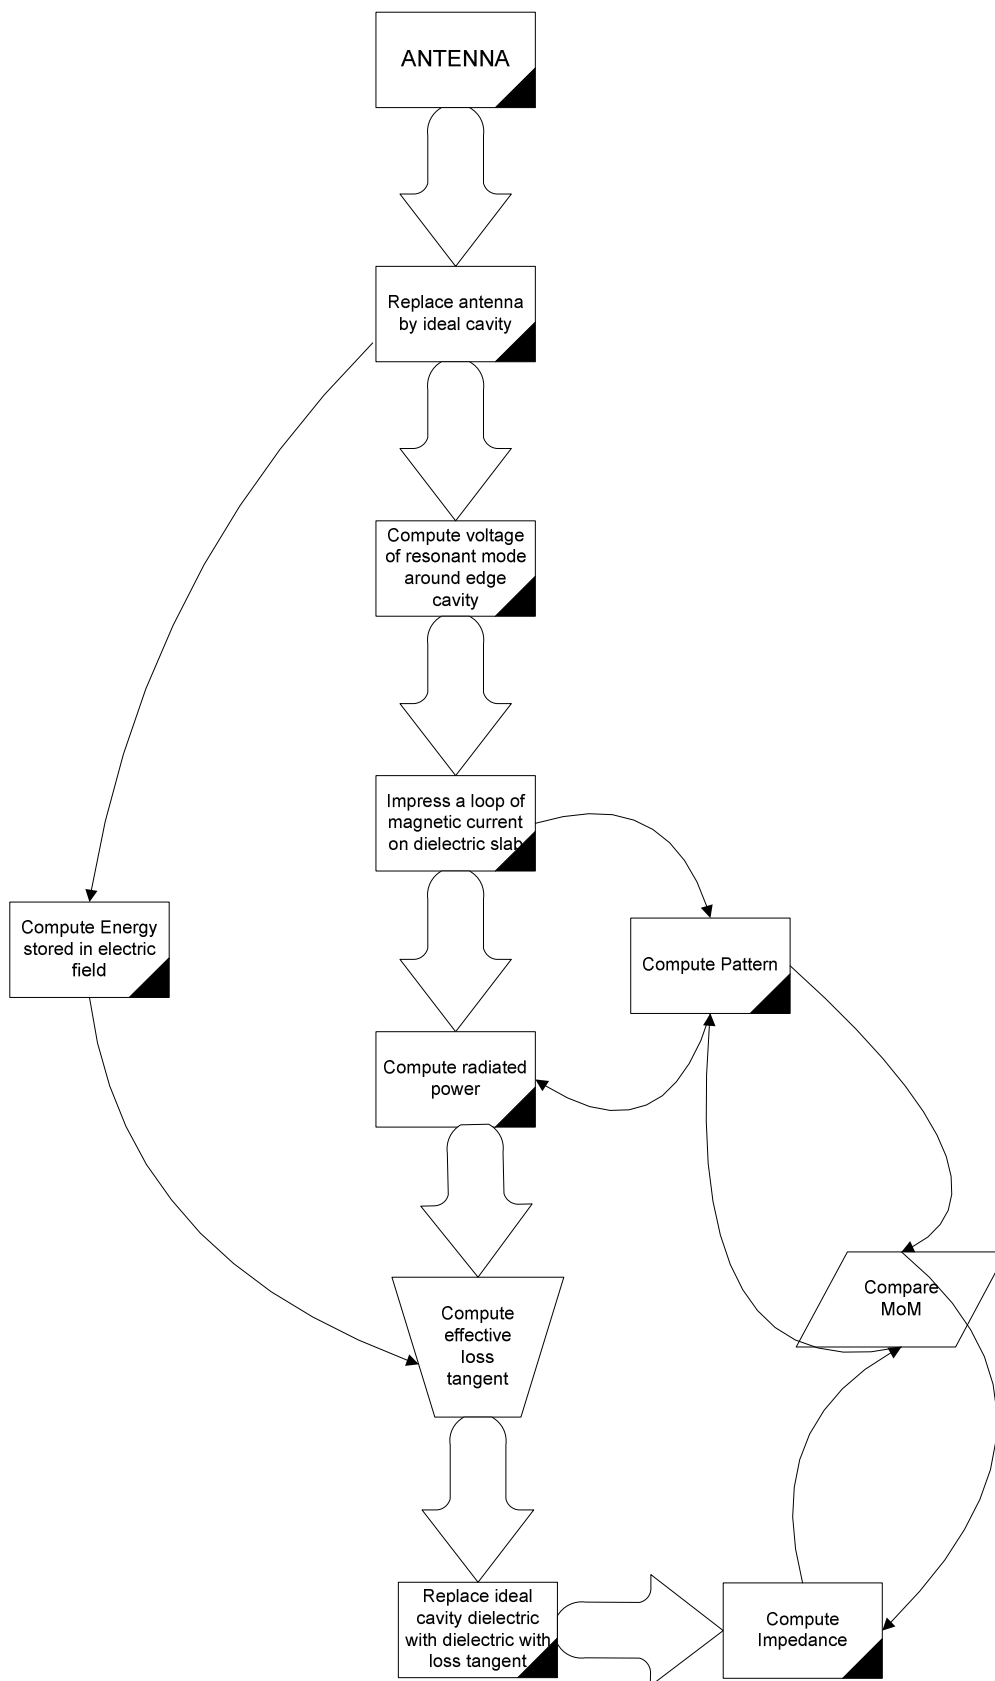 ANTENNA
Replace antenna
by ideal cavity
Compute voltage
of resonant mode
around edge
cavity
Impress a loop of
magnetic current
on dielectric slab
Compute Energy
stored in electric
field
Compute Pattern
Compute radiated
power
Compare
MoM
Compute
effective
loss
tangent
Replace ideal
cavity dielectric
with dielectric with
loss tangent
Compute
Impedance